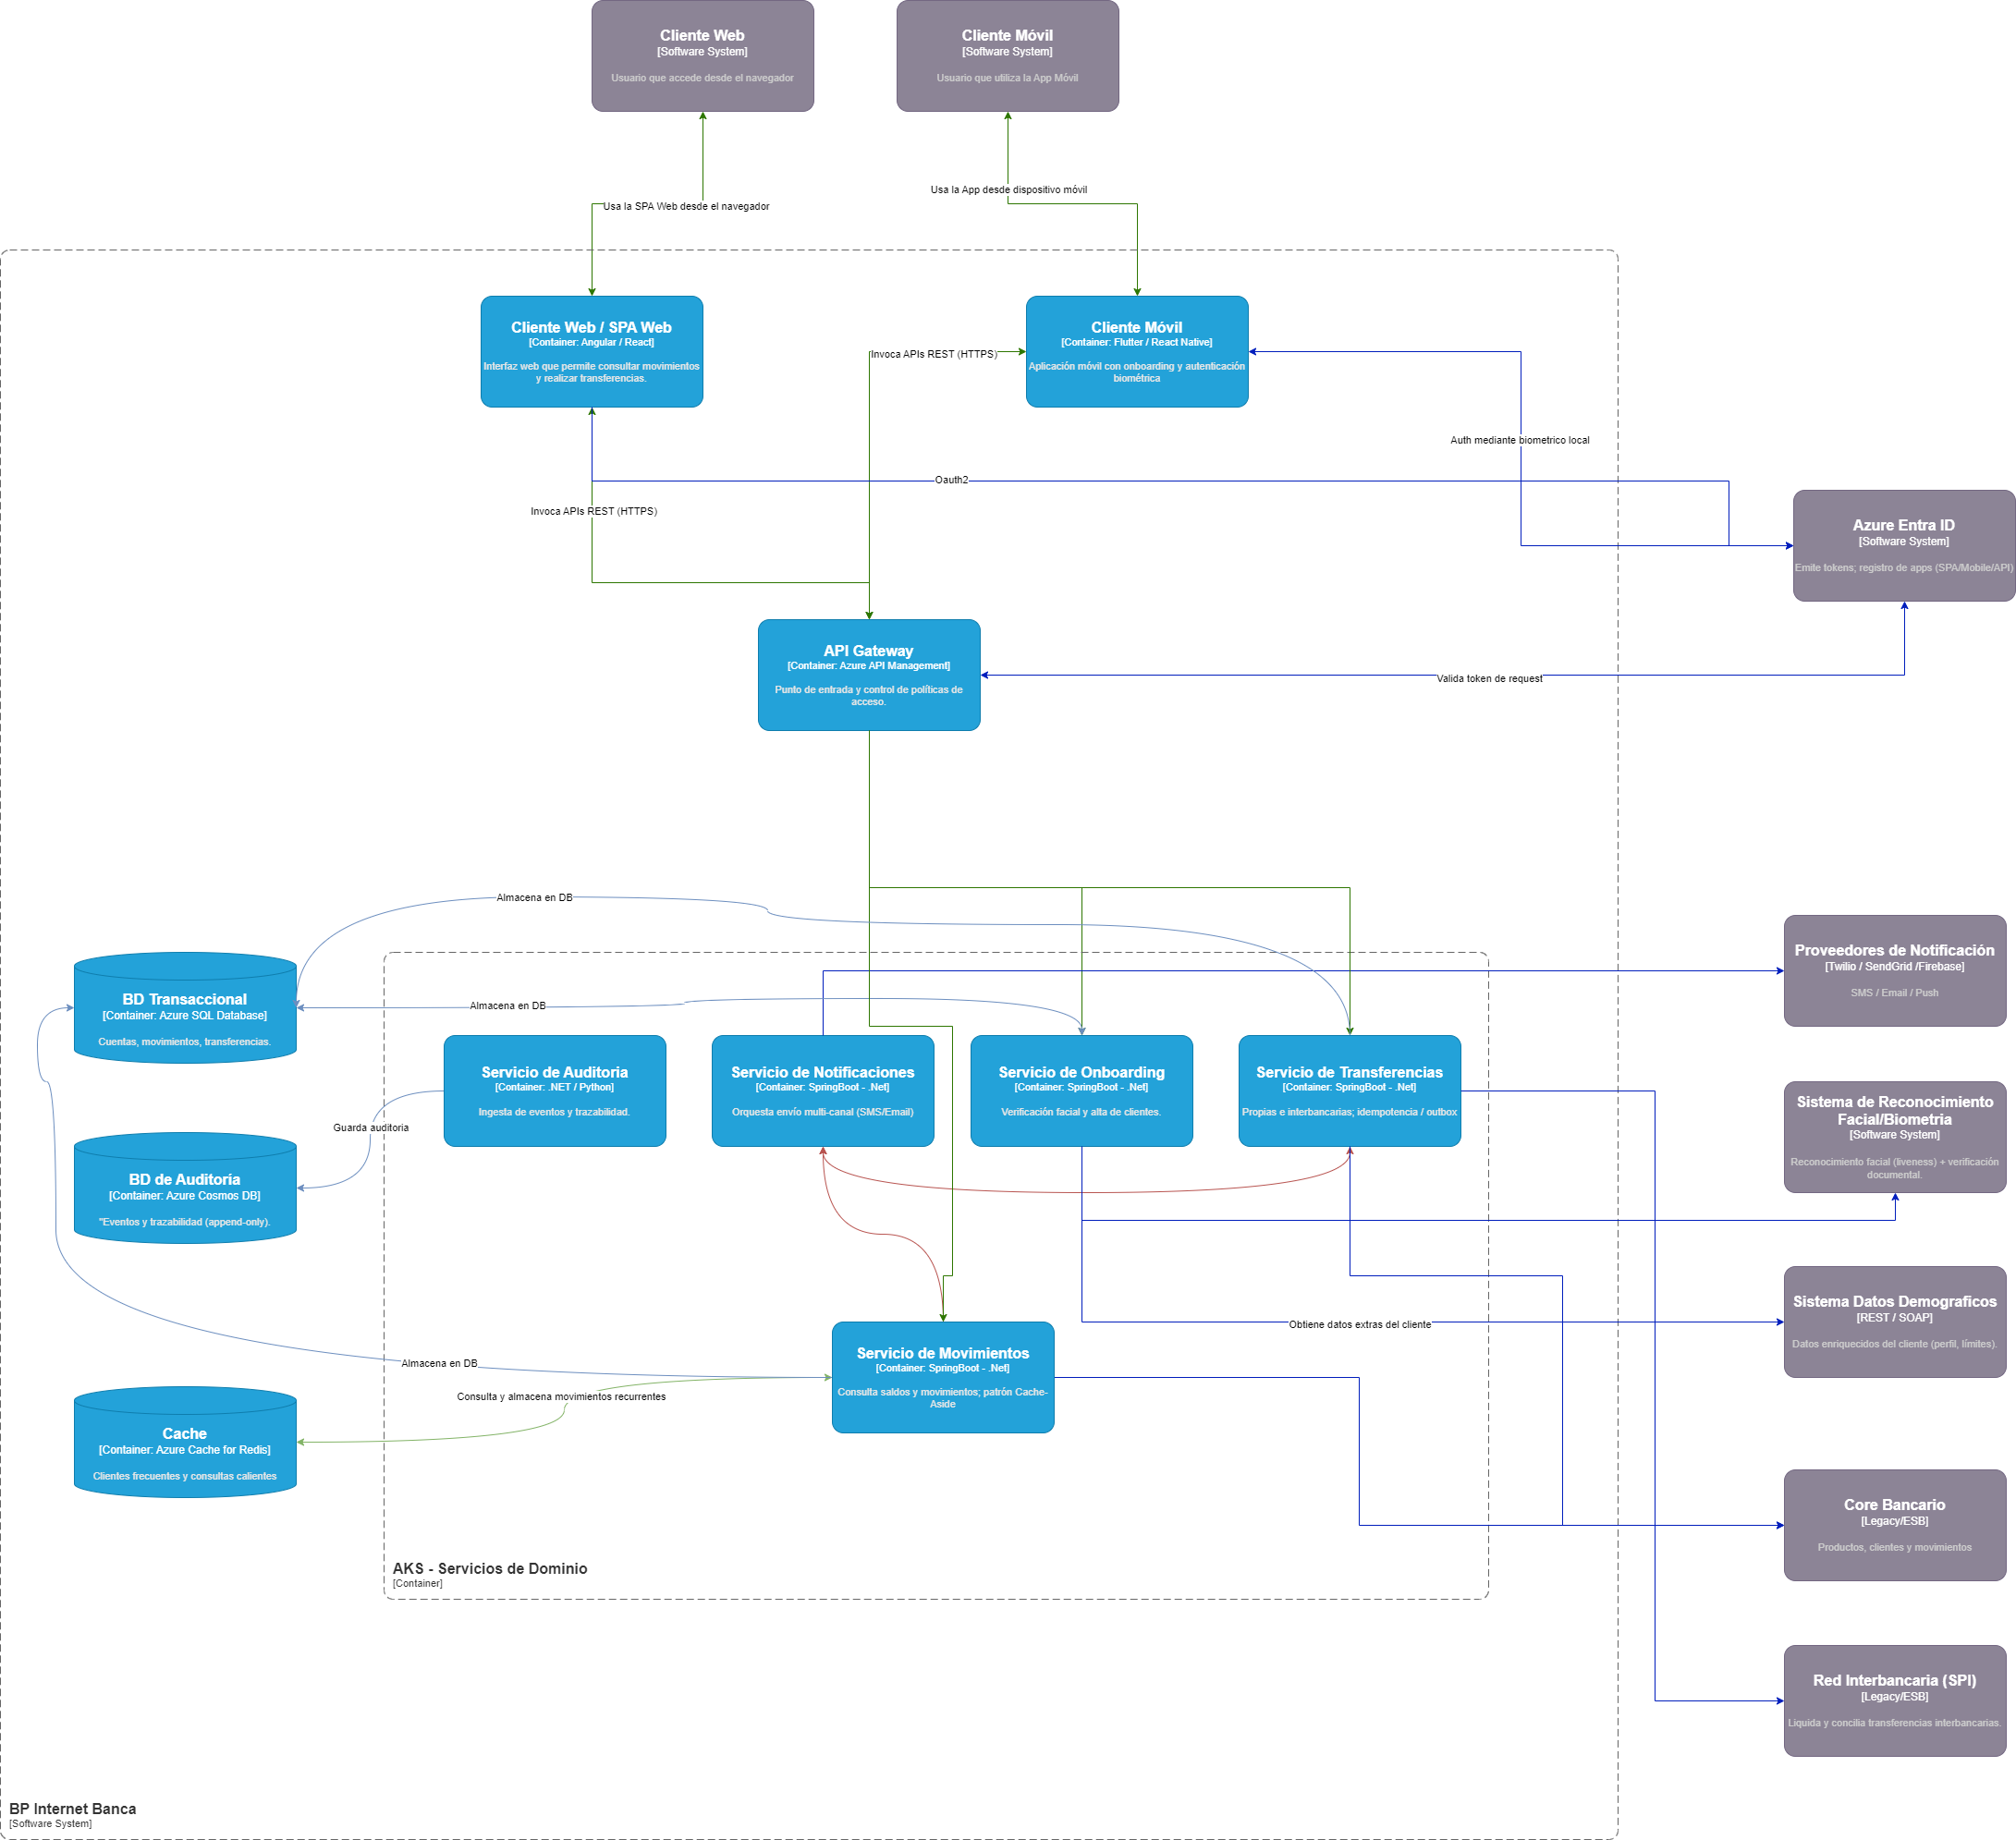 Cliente Web
[Software System]
Usuario que accede desde el navegador
Cliente Móvil
[Software System]
Usuario que utiliza la App Móvil
Usa la App desde dispositivo móvil
Usa la SPA Web desde el navegador
Cliente Web / SPA Web
[Container: Angular / React]
Interfaz web que permite consultar movimientos
y realizar transferencias.
Invoca APIs REST (HTTPS)
Cliente Móvil
[Container: Flutter / React Native]
Aplicación móvil con onboarding y autenticación
biométrica
Auth mediante biometrico local
Oauth2
Invoca APIs REST (HTTPS)
Azure Entra ID
[Software System]
Emite tokens; registro de apps (SPA/Mobile/API)
API Gateway
[Container: Azure API Management]
Punto de entrada y control de políticas de
acceso.
Valida token de request
Almacena en DB
Proveedores de Notificación
[Twilio / SendGrid /Firebase]
SMS / Email / Push
BD Transaccional
[Container: Azure SQL Database]
Cuentas, movimientos, transferencias.
Almacena en DB
Servicio de Auditoria
[Container: .NET / Python]
Ingesta de eventos y trazabilidad.
Servicio de Notificaciones
[Container: SpringBoot - .Net]
Orquesta envío multi-canal (SMS/Email)
Servicio de Onboarding
[Container: SpringBoot - .Net]
Verificación facial y alta de clientes.
Servicio de Transferencias
[Container: SpringBoot - .Net]
Propias e interbancarias; idempotencia / outbox
Sistema de Reconocimiento
Facial/Biometria
[Software System]
Reconocimiento facial (liveness) + verificación
documental.
Guarda auditoria
BD de Auditoría
[Container: Azure Cosmos DB]
"Eventos y trazabilidad (append-only).
Sistema Datos Demograficos
[REST / SOAP]
Datos enriquecidos del cliente (perfil, límites).
Obtiene datos extras del cliente
Servicio de Movimientos
[Container: SpringBoot - .Net]
Consulta saldos y movimientos; patrón Cache-
Aside
Almacena en DB
Consulta y almacena movimientos recurrentes
Cache
[Container: Azure Cache for Redis]
Clientes frecuentes y consultas calientes
Core Bancario
[Legacy/ESB]
Productos, clientes y movimientos
AKS - Servicios de Dominio
[Container]
Red Interbancaria (SPI)
[Legacy/ESB]
Liquida y concilia transferencias interbancarias.
BP Internet Banca
[Software System]